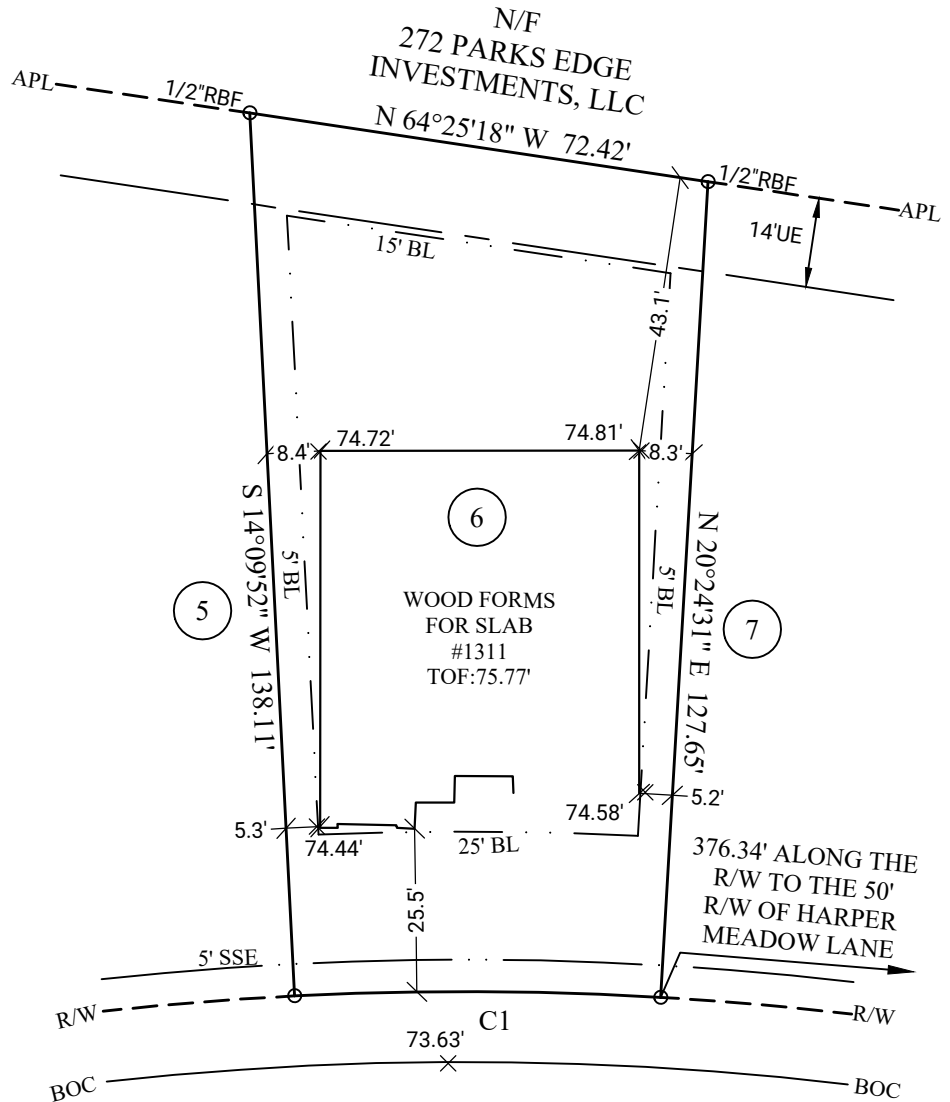 N/F
272 PARKS EDGE
INVESTMENTS, LLC
APL
1/2"RBF
N 64°25'18" W 72.42'
1/2"RBF
APL
14'UE
15' BL
43.1'
74.72'
74.81'
8.4'
8.3'
6
S 14°09'52" W 138.11'
N 20°24'31" E 127.65'
5' BL
5' BL
5
7
WOOD FORMS
FOR SLAB
#1311
TOF:75.77'
5.3'
74.44'
74.58'
5.2'
25' BL
25.5'
376.34' ALONG THE
R/W TO THE 50'
R/W OF HARPER
MEADOW LANE
5' SSE
R/W
C1
R/W
73.63'
BOC
BOC